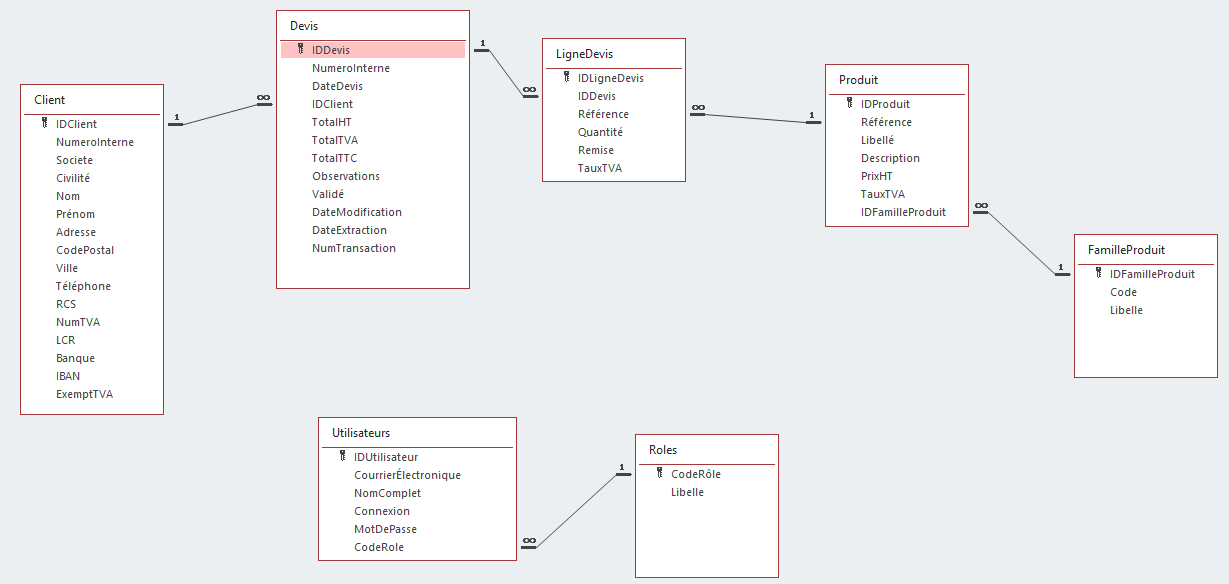 Client
IDClient
NumeroInterne
Societe
Civilité
Nom
Prénom
Adresse
CodePostal
Ville
Téléphone
RCS
NumTVA
LCR
Banque
IBAN
ExemptTVA
1
∞
Devis
IDDevis
NumeroInterne
DateDevis
IDClient
TotalHT
TotalTVA
TotalTTC
Observations
Validé
DateModification
DateExtraction
NumTransaction
1
∞
LigneDevis
IDLigneDevis
IDDevis
Référence
Quantité
Remise
TauxTVA
∞
1
Produit
IDProduit
Référence
Libellé
Description
PrixHT
TauxTVA
IDFamilleProduit
∞
1
FamilleProduit
IDFamilleProduit
Code
Libelle
Utilisateurs
IDUtilisateur
CourrierÉlectronique
NomComplet
Connexion
MotDePasse
CodeRole
∞
1
Roles
CodeRôle
Libelle